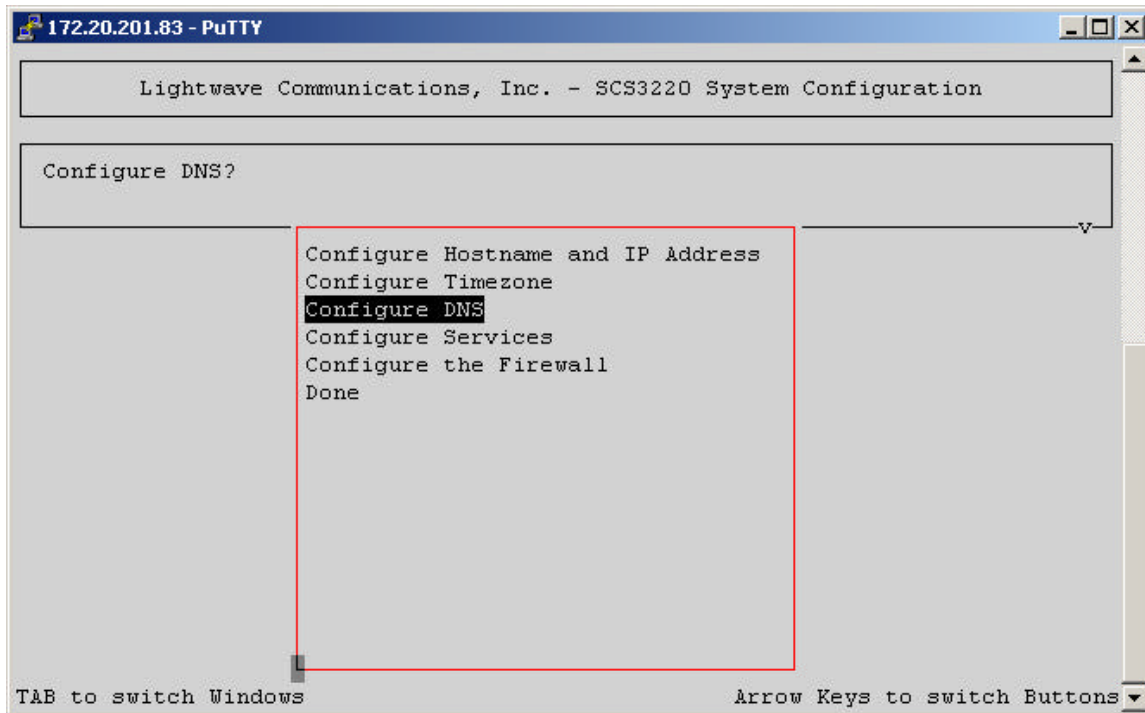 172.20.201.83 - PuTTY
Lightwave Communications, Inc. - SCS3220 System Configuration
Configure DNS?
v
Configure Hostname and IP Address
Configure Timezone
Configure DNS
Configure Services
Configure the Firewall
Done
TAB to switch Windows
Arrow Keys to switch Buttons